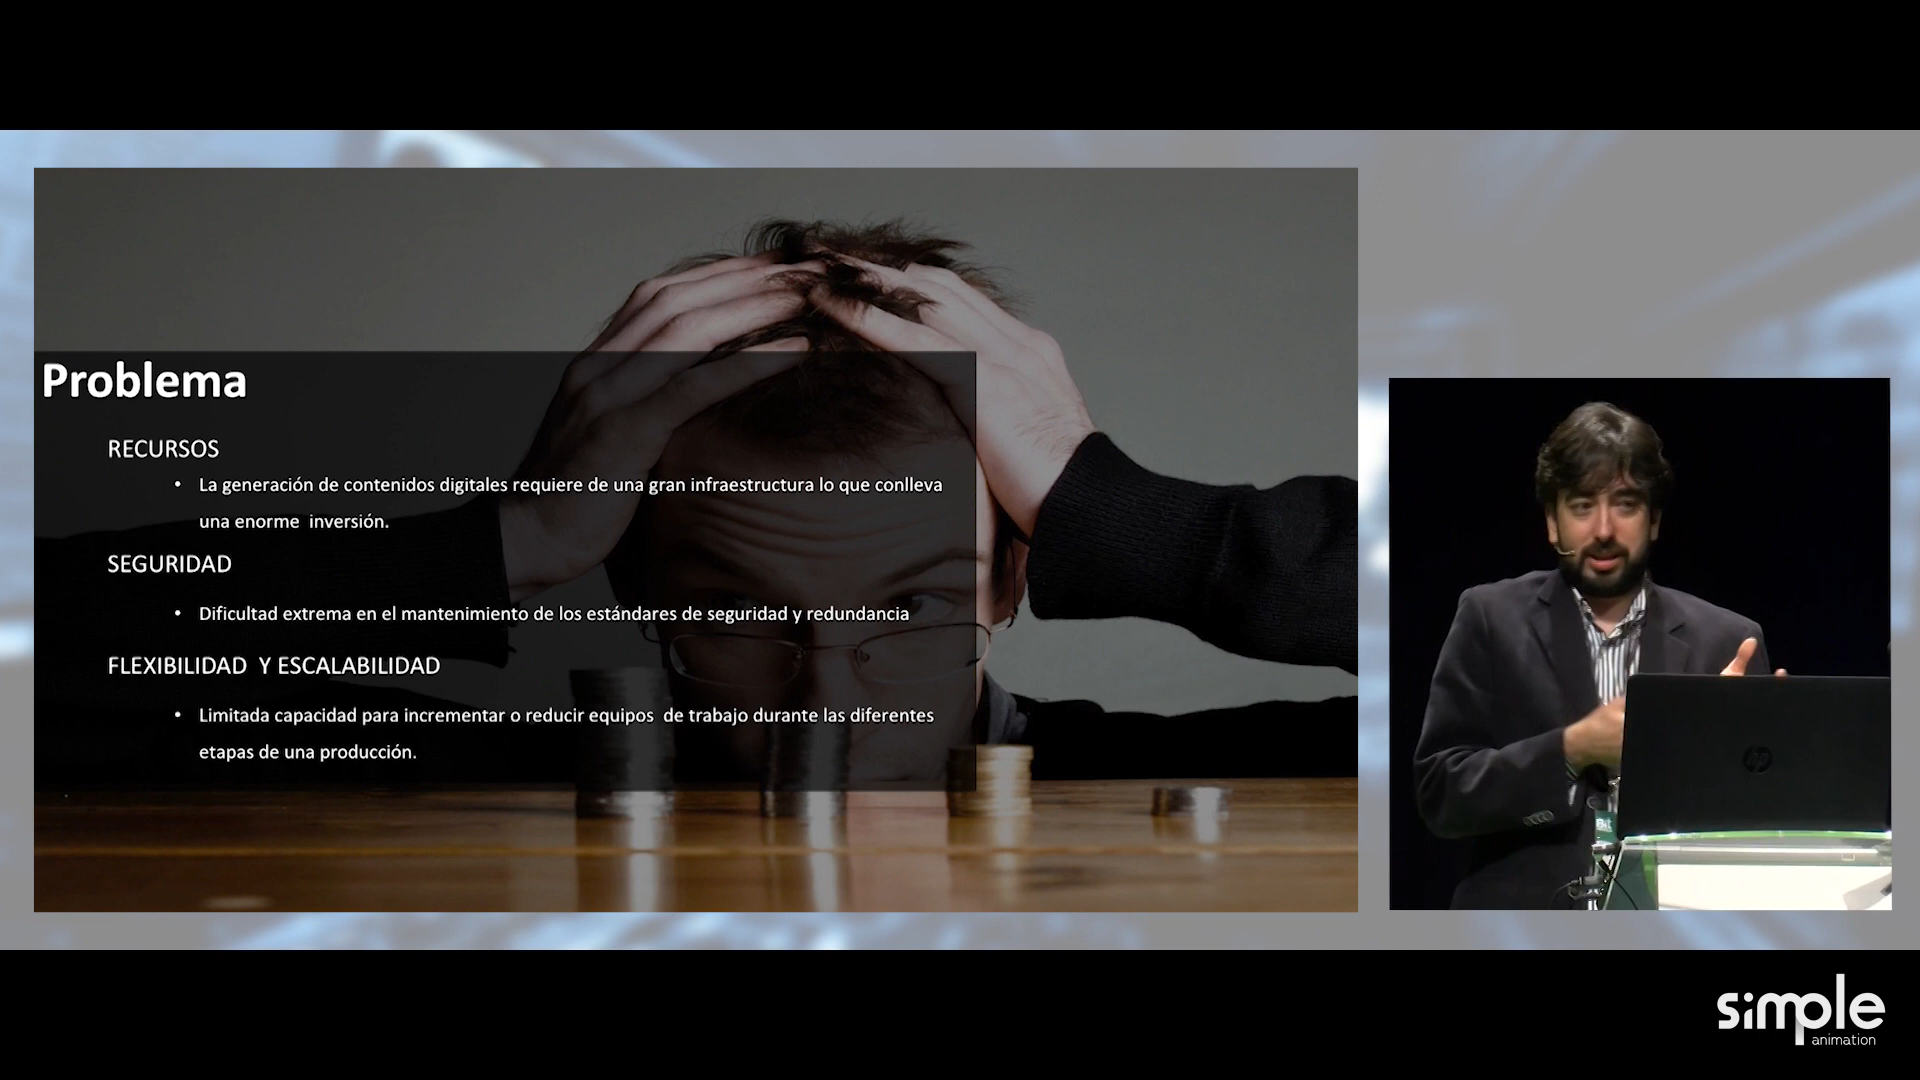 Problema
RECURSOS
• La generación de contenidos digitales requiere de una gran infraestructura lo que conlleva
una enorme inversión.
SEGURIDAD
• Dificultad extrema en el mantenimiento de los estándares de seguridad y redundancia
FLEXIBILIDAD Y ESCALABILIDAD
• Limitada capacidad para incrementar o reducir equipos de trabajo durante las diferentes
etapas de una producción.
hp
simple
animation